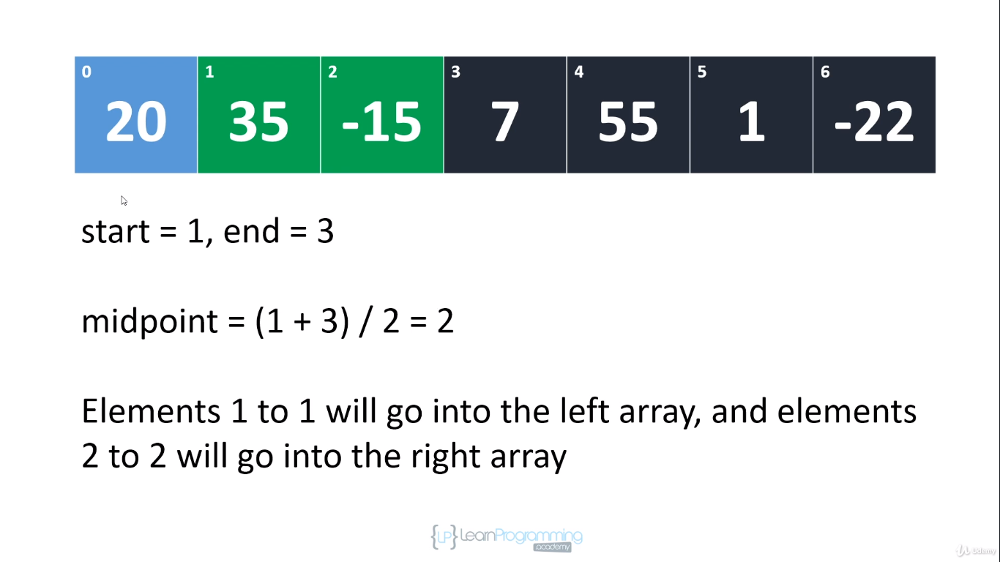 0 1 2 3 4 5 6
20 35 -15 7 55 1 -22
start = 1, end = 3
midpoint = (1 + 3) / 2 = 2
Elements 1 to 1 will go into the left array, and elements
2 to 2 will go into the right array
{LP} LearnProgramming
.academy
Udemy